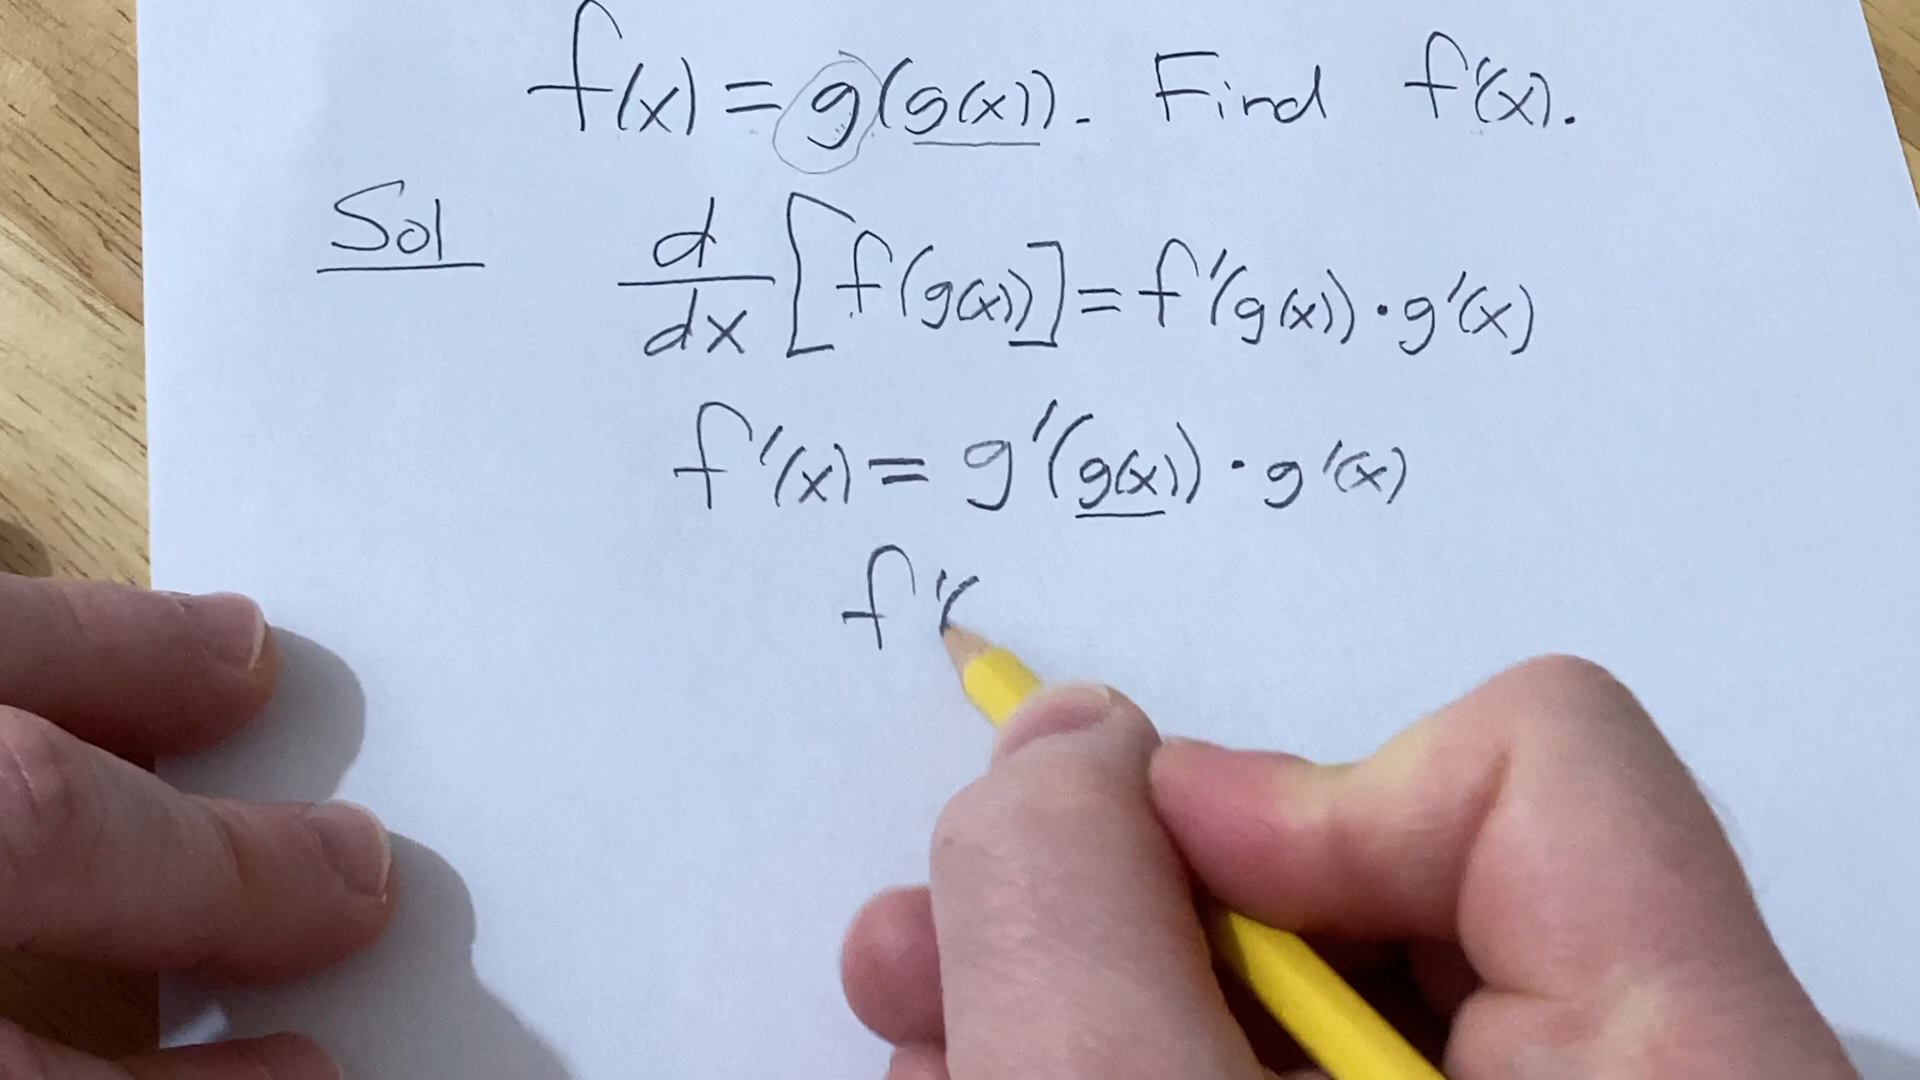 f(x) = g(g(x)). Find f'(x).
Sol d/dx [f(g(x))] = f'(g(x)) · g'(x)
f'(x) = g'(g(x)) · g'(x)
f'(